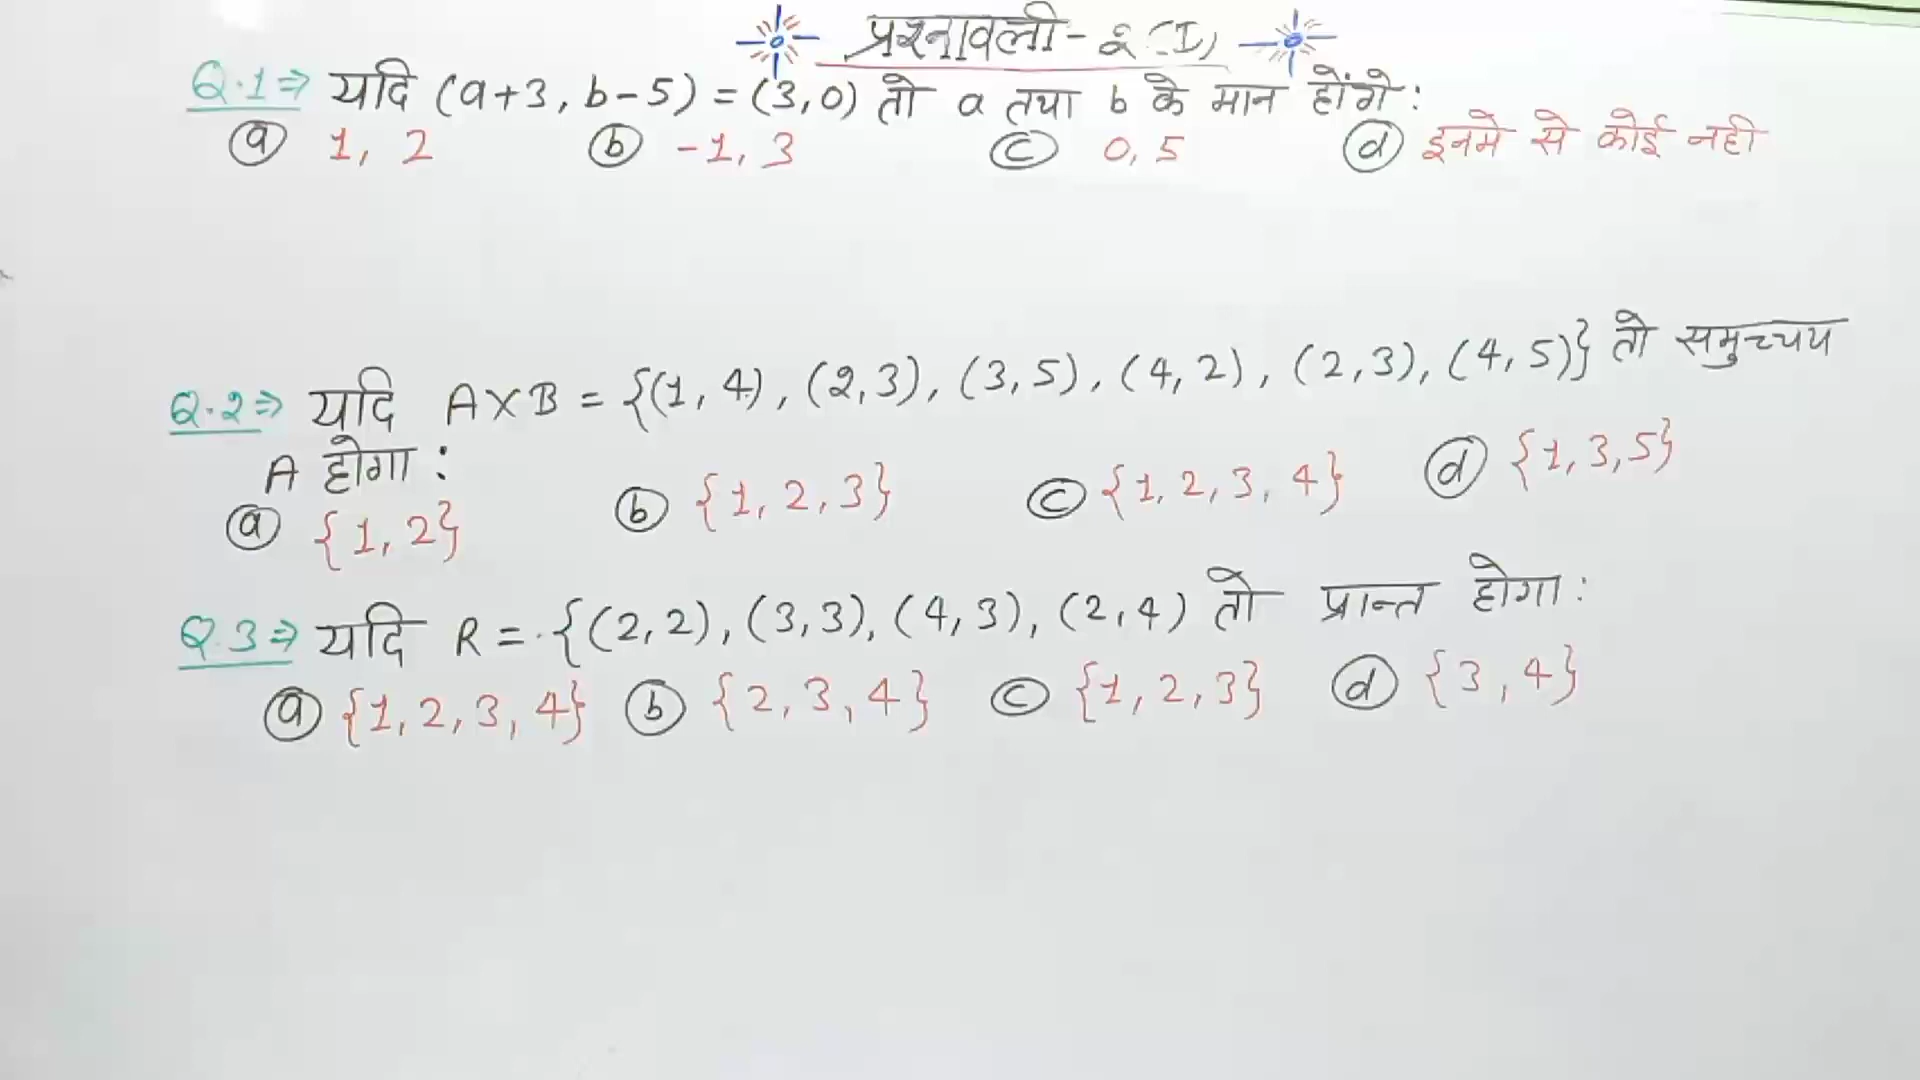 प्रश्नावली - 2 (I)
Q.1⇒ यदि (a+3, b-5) = (3,0) तो a तथा b के मान होंगे :
ⓐ 1, 2 ⓑ -1, 3 ⓒ 0, 5 ⓓ इनमे से कोई नही
Q.2⇒ यदि A×B = {(1, 4), (2,3), (3,5), (4,2), (2,3), (4,5)} तो समुच्चय
A होगा :
ⓐ {1, 2} ⓑ {1, 2, 3} ⓒ {1, 2, 3, 4} ⓓ {1, 3, 5}
Q.3⇒ यदि R = {(2,2), (3,3), (4,3), (2,4) तो प्रान्त होगा :
ⓐ {1, 2, 3, 4} ⓑ {2, 3, 4} ⓒ {1, 2, 3} ⓓ {3, 4}